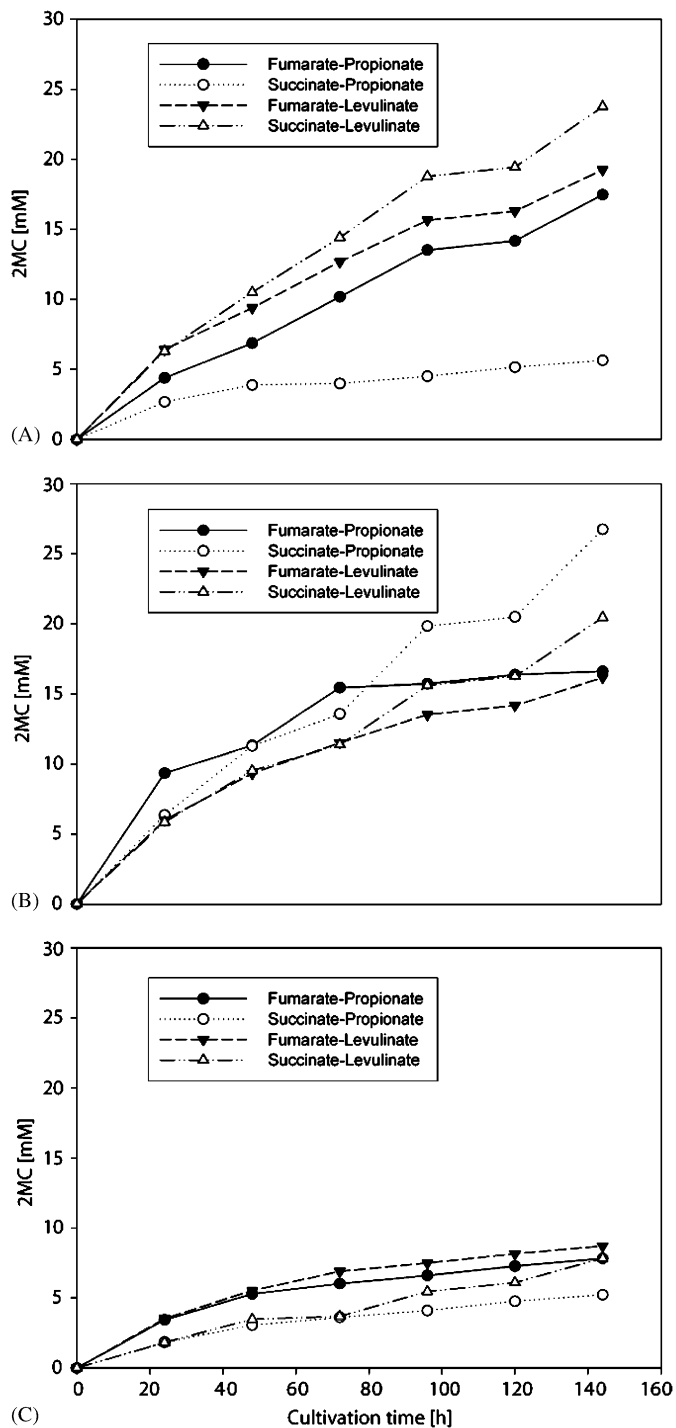 30
25
20
15
10
5
0
2MC [mM]
Fumarate-Propionate
Succinate-Propionate
Fumarate-Levulinate
Succinate-Levulinate
(A)
30
25
20
15
10
5
0
2MC [mM]
Fumarate-Propionate
Succinate-Propionate
Fumarate-Levulinate
Succinate-Levulinate
(B)
30
25
20
15
10
5
0
2MC [mM]
Fumarate-Propionate
Succinate-Propionate
Fumarate-Levulinate
Succinate-Levulinate
0 20 40 60 80 100 120 140 160
(C)
Cultivation time [h]